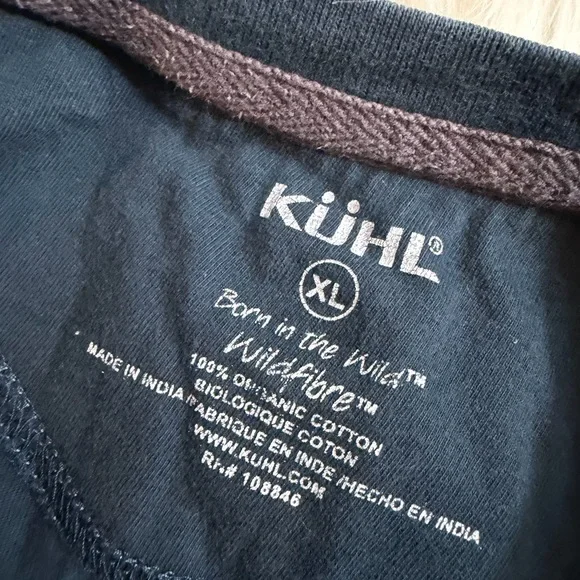 KÜHL®
XL
Born in the Wild™
Wildfibre™
100% ORGANIC COTTON
BIOLOGIQUE COTON
MADE IN INDIA /FABRIQUE EN INDE /HECHO EN INDIA
WWW.KUHL.COM
RN# 108846